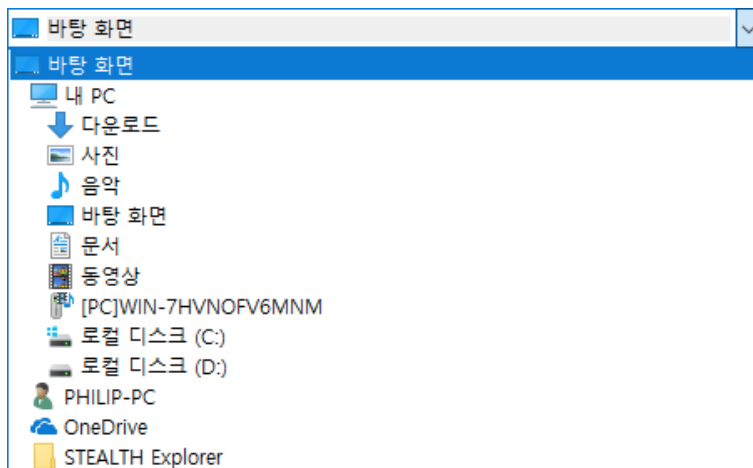 바탕 화면
바탕 화면
내 PC
다운로드
사진
음악
바탕 화면
문서
동영상
[PC]WIN-7HVNOFV6MNM
로컬 디스크 (C:)
로컬 디스크 (D:)
PHILIP-PC
OneDrive
STEALTH Explorer